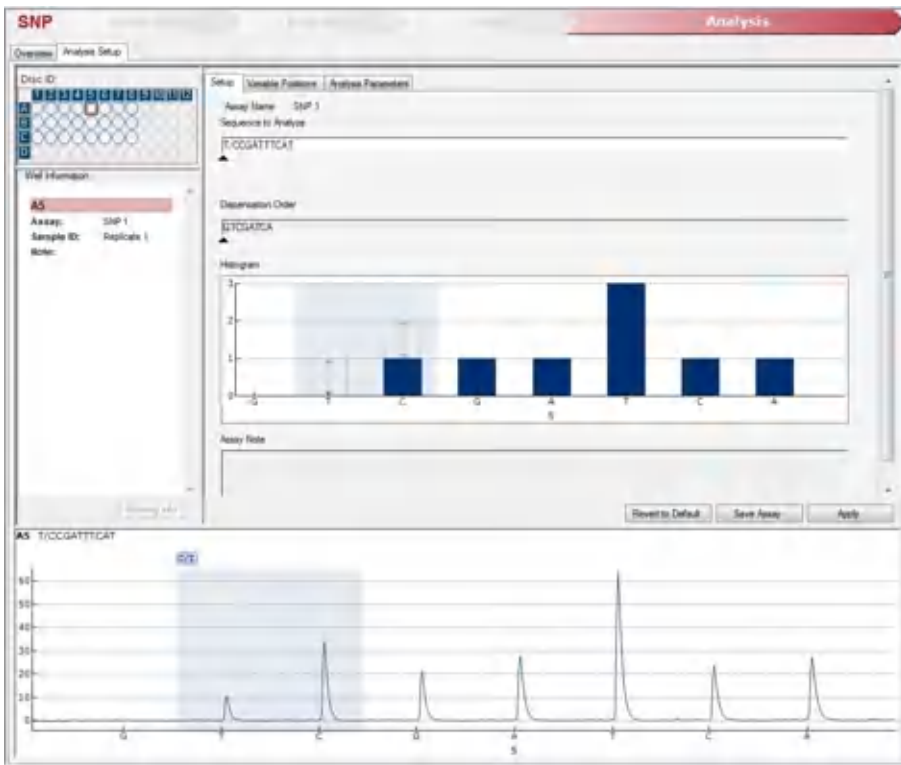 SNP
Analysis
Overview Analysis Setup
Disc ID:
1 2 3 4 5 6 7 8 9 10 11 12
A
B
C
D
Well Information
A5
Assay: SNP 1
Sample ID: Replicate 1
Note:
Setup Variable Positions Analysis Parameters
Assay Name SNP 1
Sequence to Analyze
T/CCGATTTCAT
Dispensation Order
GTCGATCA
Histogram
3
2
1
0
G T C G A T C A
5
Assay Note
Revert to Default Save Assay Apply
A5 T/CCGATTTCAT
60
50
40
30
20
10
0
G T C G A T C A
5